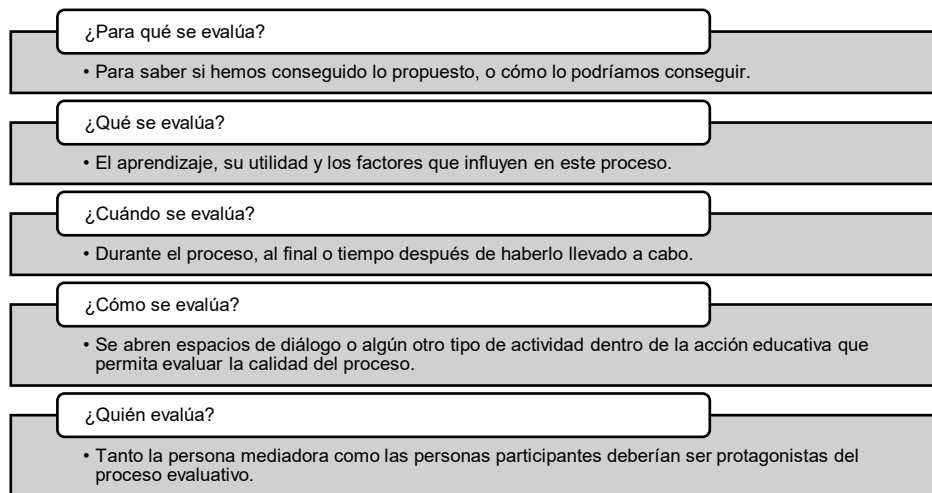 ¿Para qué se evalúa?
• Para saber si hemos conseguido lo propuesto, o cómo lo podríamos conseguir.
¿Qué se evalúa?
• El aprendizaje, su utilidad y los factores que influyen en este proceso.
¿Cuándo se evalúa?
• Durante el proceso, al final o tiempo después de haberlo llevado a cabo.
¿Cómo se evalúa?
• Se abren espacios de diálogo o algún otro tipo de actividad dentro de la acción educativa que
permita evaluar la calidad del proceso.
¿Quién evalúa?
• Tanto la persona mediadora como las personas participantes deberían ser protagonistas del
proceso evaluativo.